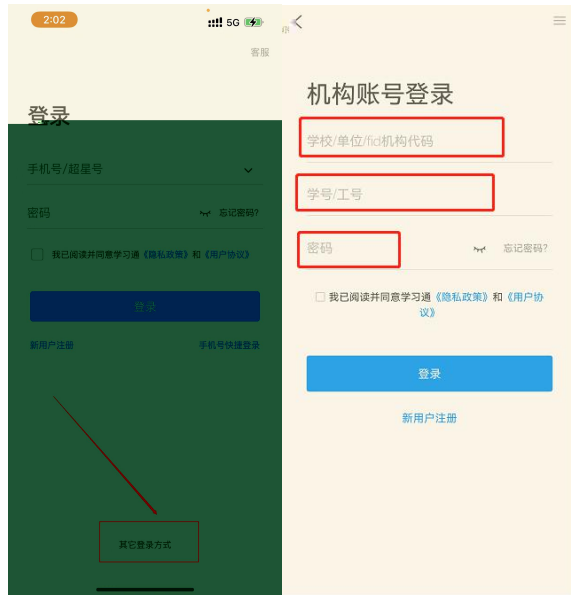 2:02
5G
客服
登录
手机号/超星号
密码
忘记密码?
我已阅读并同意学习通《隐私政策》和《用户协议》
登录
新用户注册
手机号快捷登录
其它登录方式
机构账号登录
学校/单位/fid机构代码
学号/工号
密码
忘记密码?
我已阅读并同意学习通《隐私政策》和《用户协
议》
登录
新用户注册